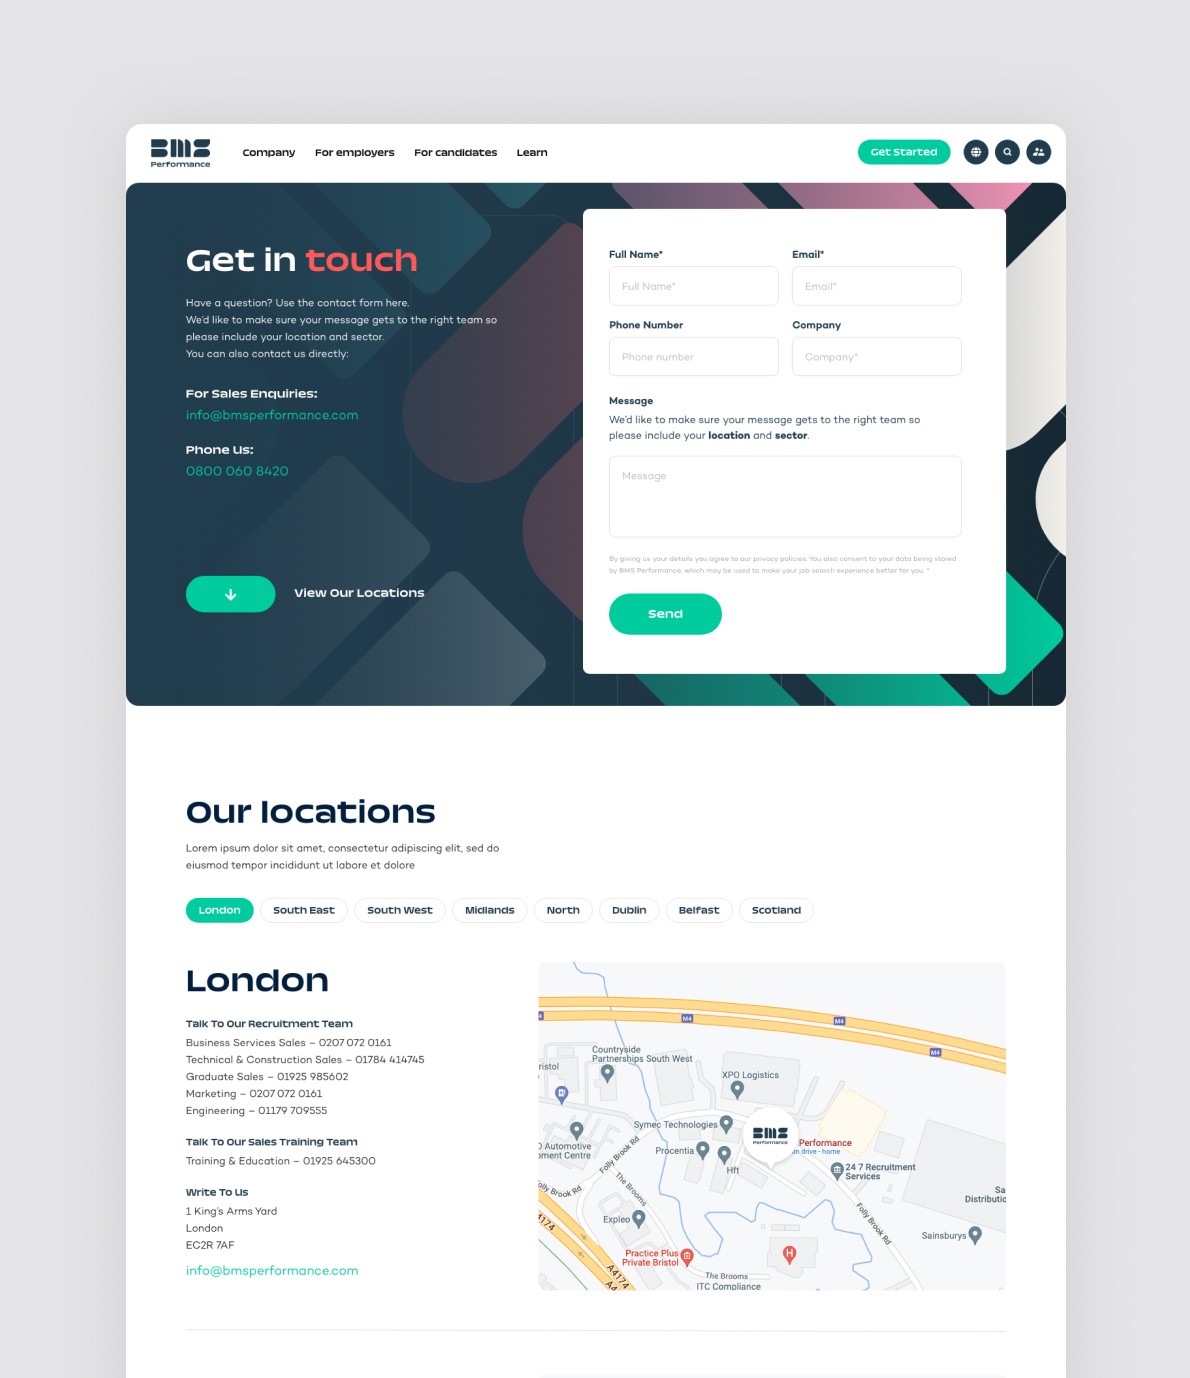 BMS
Performance
Company
For employers
For candidates
Learn
Get Started
Get in touch
Have a question? Use the contact form here.
We'd like to make sure your message gets to the right team so
please include your location and sector.
You can also contact us directly:
For Sales Enquiries:
info@bmsperformance.com
Phone Us:
0800 060 8420
View Our Locations
Full Name*
Email*
Full Name*
Email*
Phone Number
Company
Phone number
Company*
Message
We'd like to make sure your message gets to the right team so
please include your location and sector.
Message
By giving us your details you agree to our privacy policies. You also consent to your data being stored
by BMS Performance, which may be used to make your job search experience better for you. *
Send
Our locations
Lorem ipsum dolor sit amet, consectetur adipiscing elit, sed do
eiusmod tempor incididunt ut labore et dolore
London
South East
South West
Midlands
North
Dublin
Belfast
Scotland
London
Talk To Our Recruitment Team
Business Services Sales – 0207 072 0161
Technical & Construction Sales – 01784 414745
Graduate Sales – 01925 985602
Marketing – 0207 072 0161
Engineering – 01179 709555
Talk To Our Sales Training Team
Training & Education – 01925 645300
Write To Us
1 King's Arms Yard
London
EC2R 7AF
info@bmsperformance.com
M4
M4
M4
Countryside
Partnerships South West
ristol
XPO Logistics
Symec Technologies
BMS
Performance
Performance
in drive - home
O Automotive
pment Centre
Procentia
Hft
24 7 Recruitment
Services
Folly Brook Rd
olly Brook Rd
The Brooms
Folly Brook Rd
Sa
Distributio
Expleo
Sainsburys
4174
Practice Plus
Private Bristol
H
A4174
A4
The Brooms
ITC Compliance